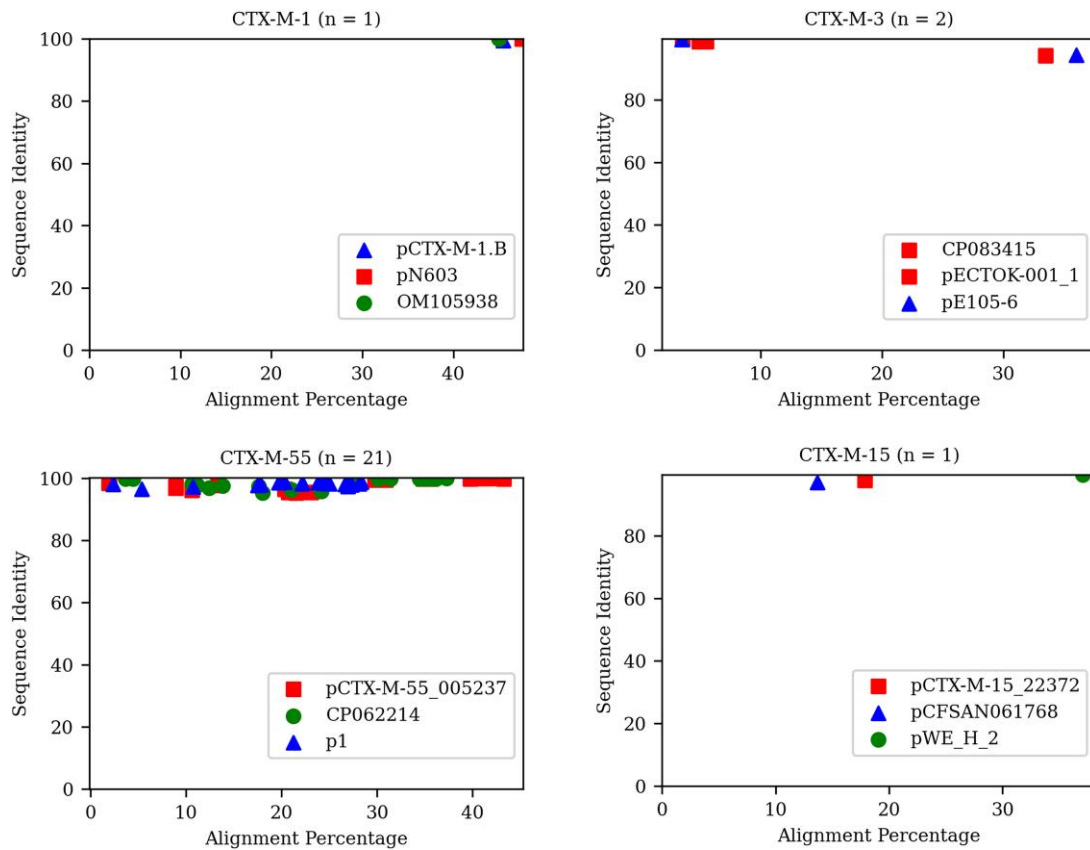 CTX-M-1 (n = 1)
100
80
60
40
20
0
Sequence Identity
pCTX-M-1.B
pN603
OM105938
0 10 20 30 40
Alignment Percentage
CTX-M-3 (n = 2)
80
60
40
20
0
Sequence Identity
CP083415
pECTOK-001_1
pE105-6
10 20 30
Alignment Percentage
CTX-M-55 (n = 21)
100
80
60
40
20
0
Sequence Identity
pCTX-M-55_005237
CP062214
p1
0 10 20 30 40
Alignment Percentage
CTX-M-15 (n = 1)
80
60
40
20
0
Sequence Identity
pCTX-M-15_22372
pCFSAN061768
pWE_H_2
0 10 20 30
Alignment Percentage